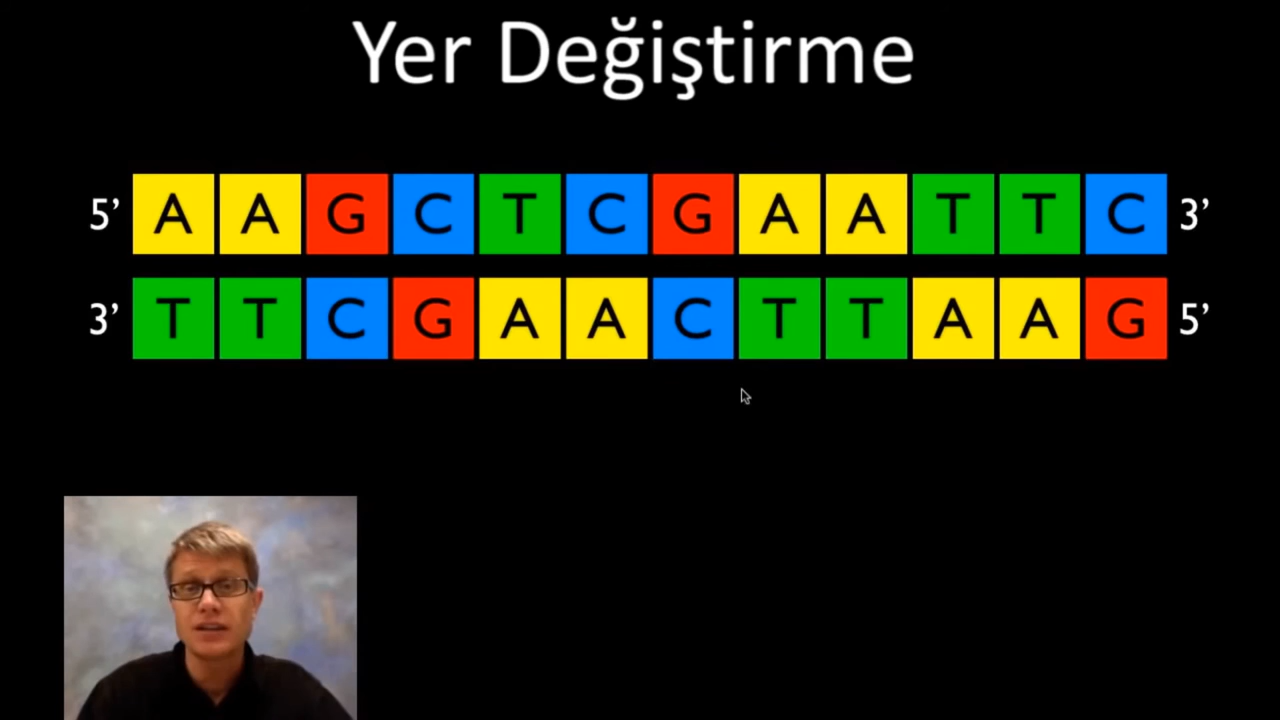 Yer Değiştirme
5’ A A G C T C G A A T T C 3’
3’ T T C G A A C T T A A G 5’